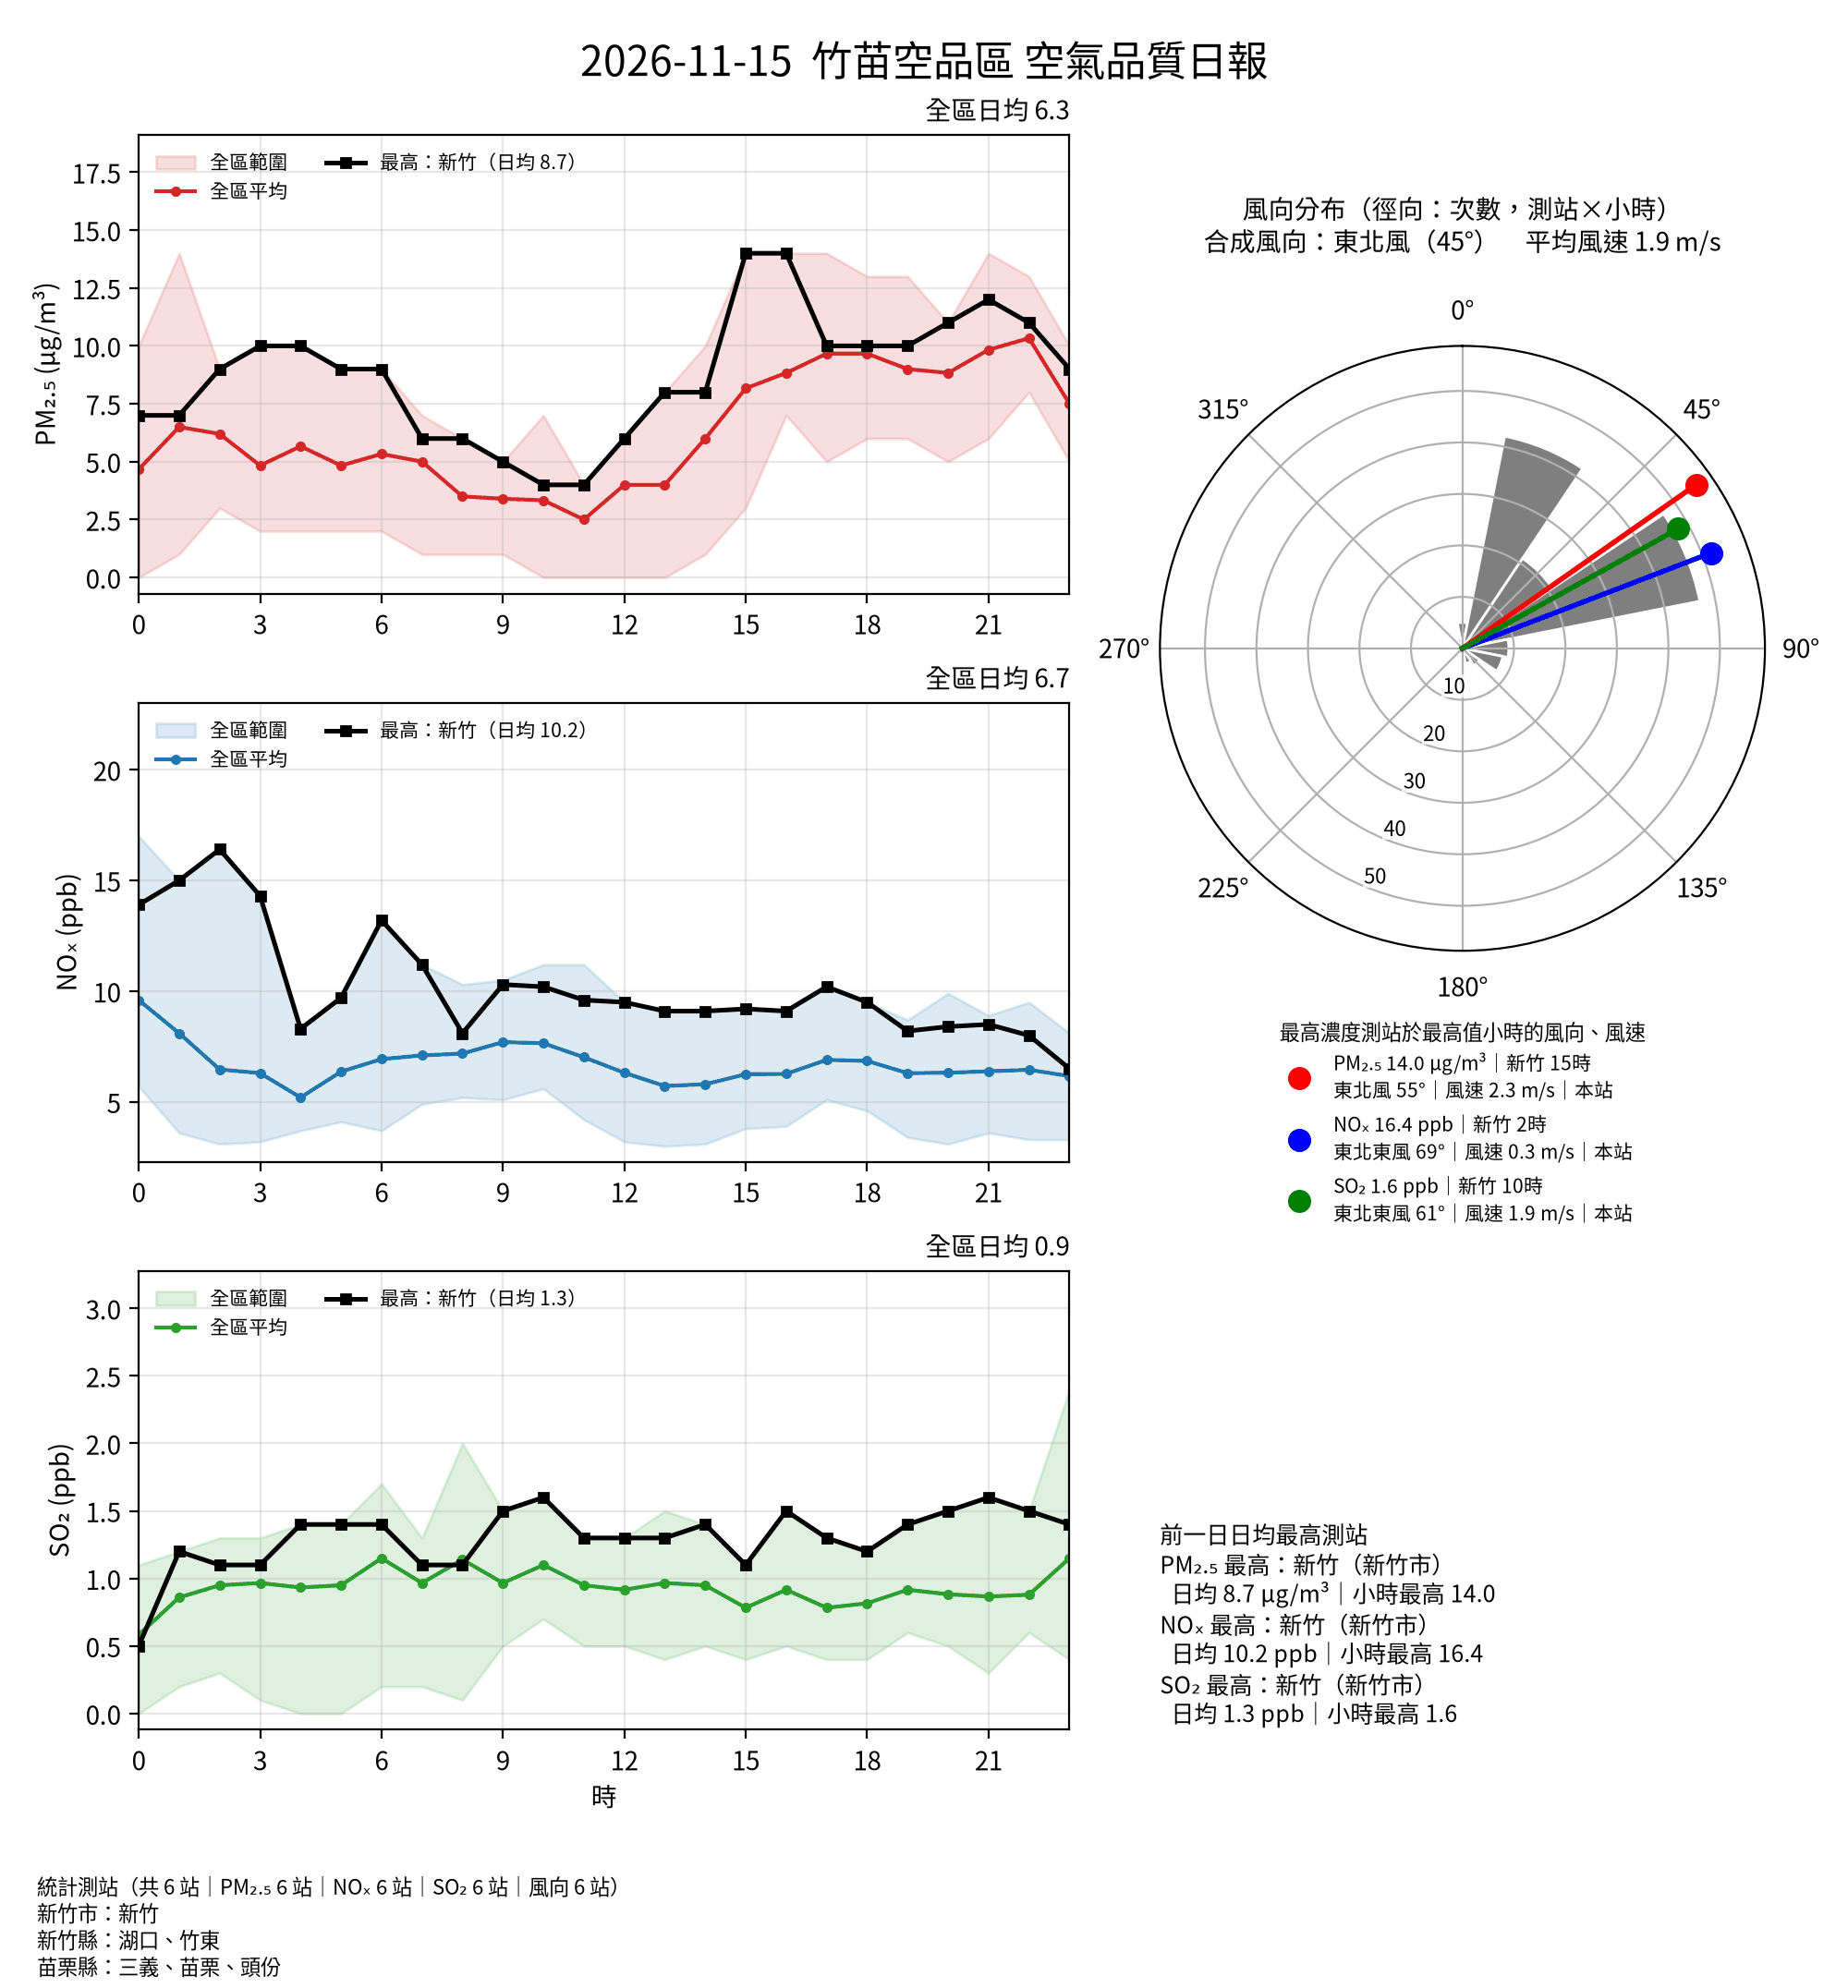 2026-11-15 竹苗空品區 空氣品質日報
全區日均 6.3
全區範圍
全區平均
最高：新竹（日均 8.7）
PM₂.₅ (µg/m³)
17.5
15.0
12.5
10.0
7.5
5.0
2.5
0.0
0 3 6 9 12 15 18 21
全區日均 6.7
全區範圍
全區平均
最高：新竹（日均 10.2）
NOₓ (ppb)
20
15
10
5
0 3 6 9 12 15 18 21
全區日均 0.9
全區範圍
全區平均
最高：新竹（日均 1.3）
SO₂ (ppb)
3.0
2.5
2.0
1.5
1.0
0.5
0.0
0 3 6 9 12 15 18 21
時
風向分布（徑向：次數，測站×小時）
合成風向：東北風（45°） 平均風速 1.9 m/s
0°
45°
90°
135°
180°
225°
270°
315°
10
20
30
40
50
最高濃度測站於最高值小時的風向、風速
PM₂.₅ 14.0 µg/m³｜新竹 15時
東北風 55°｜風速 2.3 m/s｜本站
NOₓ 16.4 ppb｜新竹 2時
東北東風 69°｜風速 0.3 m/s｜本站
SO₂ 1.6 ppb｜新竹 10時
東北東風 61°｜風速 1.9 m/s｜本站
前一日日均最高測站
PM₂.₅ 最高：新竹（新竹市）
日均 8.7 µg/m³｜小時最高 14.0
NOₓ 最高：新竹（新竹市）
日均 10.2 ppb｜小時最高 16.4
SO₂ 最高：新竹（新竹市）
日均 1.3 ppb｜小時最高 1.6
統計測站（共 6 站｜PM₂.₅ 6 站｜NOₓ 6 站｜SO₂ 6 站｜風向 6 站）
新竹市：新竹
新竹縣：湖口、竹東
苗栗縣：三義、苗栗、頭份